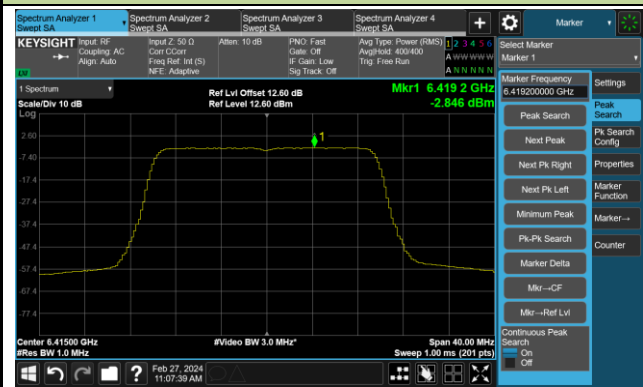 Spectrum Analyzer 1
Swept SA
Spectrum Analyzer 2
Swept SA
Spectrum Analyzer 3
Swept SA
Spectrum Analyzer 4
Swept SA
+
Marker
KEYSIGHT
Input: RF
Coupling: AC
Align: Auto
Input Z: 50 Ω
Corr CCorr
Freq Ref: Int (S)
NFE: Adaptive
Atten: 10 dB
PNO: Fast
Gate: Off
IF Gain: Low
Sig Track: Off
Avg Type: Power (RMS)
Avg|Hold: 400/400
Trig: Free Run
1 2 3 4 5 6
A W W W W W
A N N N N N
Select Marker
Marker 1
1 Spectrum
Scale/Div 10 dB
Log
Ref Lvl Offset 12.60 dB
Ref Level 12.60 dBm
Mkr1 6.419 2 GHz
-2.846 dBm
2.60
-7.40
-17.4
-27.4
-37.4
-47.4
-57.4
-67.4
-77.4
1
Center 6.41500 GHz
#Res BW 1.0 MHz
#Video BW 3.0 MHz*
Span 40.00 MHz
Sweep 1.00 ms (201 pts)
Marker Frequency
6.419200000 GHz
Peak Search
Next Peak
Next Pk Right
Next Pk Left
Minimum Peak
Pk-Pk Search
Marker Delta
Mkr→CF
Mkr→Ref Lvl
Continuous Peak
Search
On
Off
Settings
Peak
Search
Pk Search
Config
Properties
Marker
Function
Marker→
Counter
?
Feb 27, 2024
11:07:39 AM